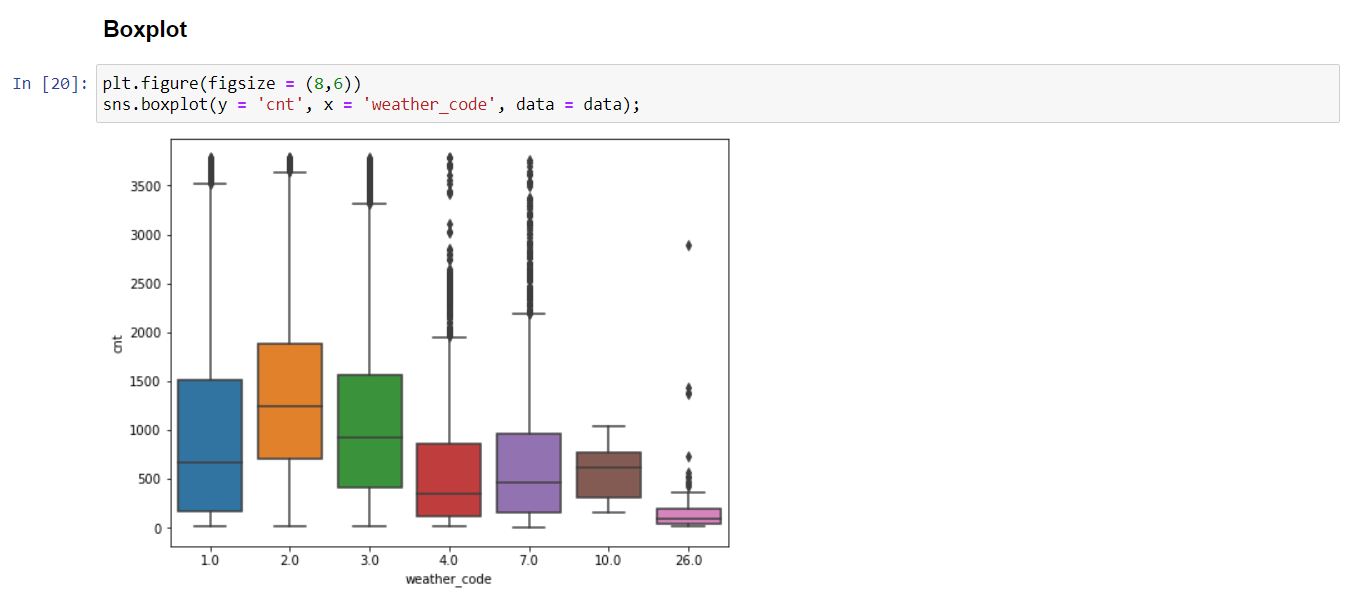 Boxplot
In [20]: plt.figure(figsize = (8,6))
sns.boxplot(y = 'cnt', x = 'weather_code', data = data);
3500
3000
2500
2000
1500
1000
500
0
cnt
1.0 2.0 3.0 4.0 7.0 10.0 26.0
weather_code